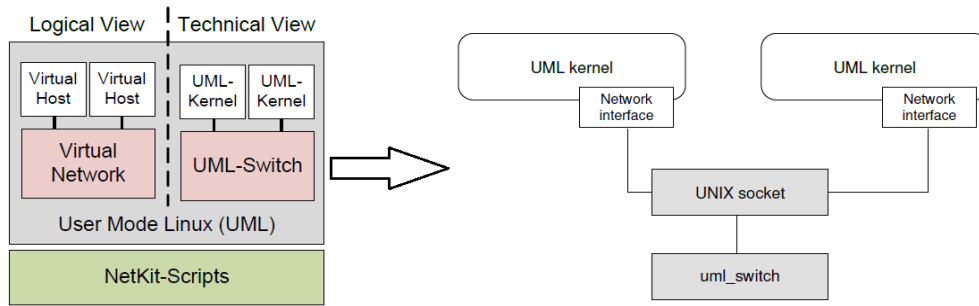 Logical View
Technical View
Virtual
Host
Virtual
Host
UML-
Kernel
UML-
Kernel
Virtual
Network
UML-Switch
User Mode Linux (UML)
NetKit-Scripts
UML kernel
UML kernel
Network
interface
Network
interface
UNIX socket
uml_switch